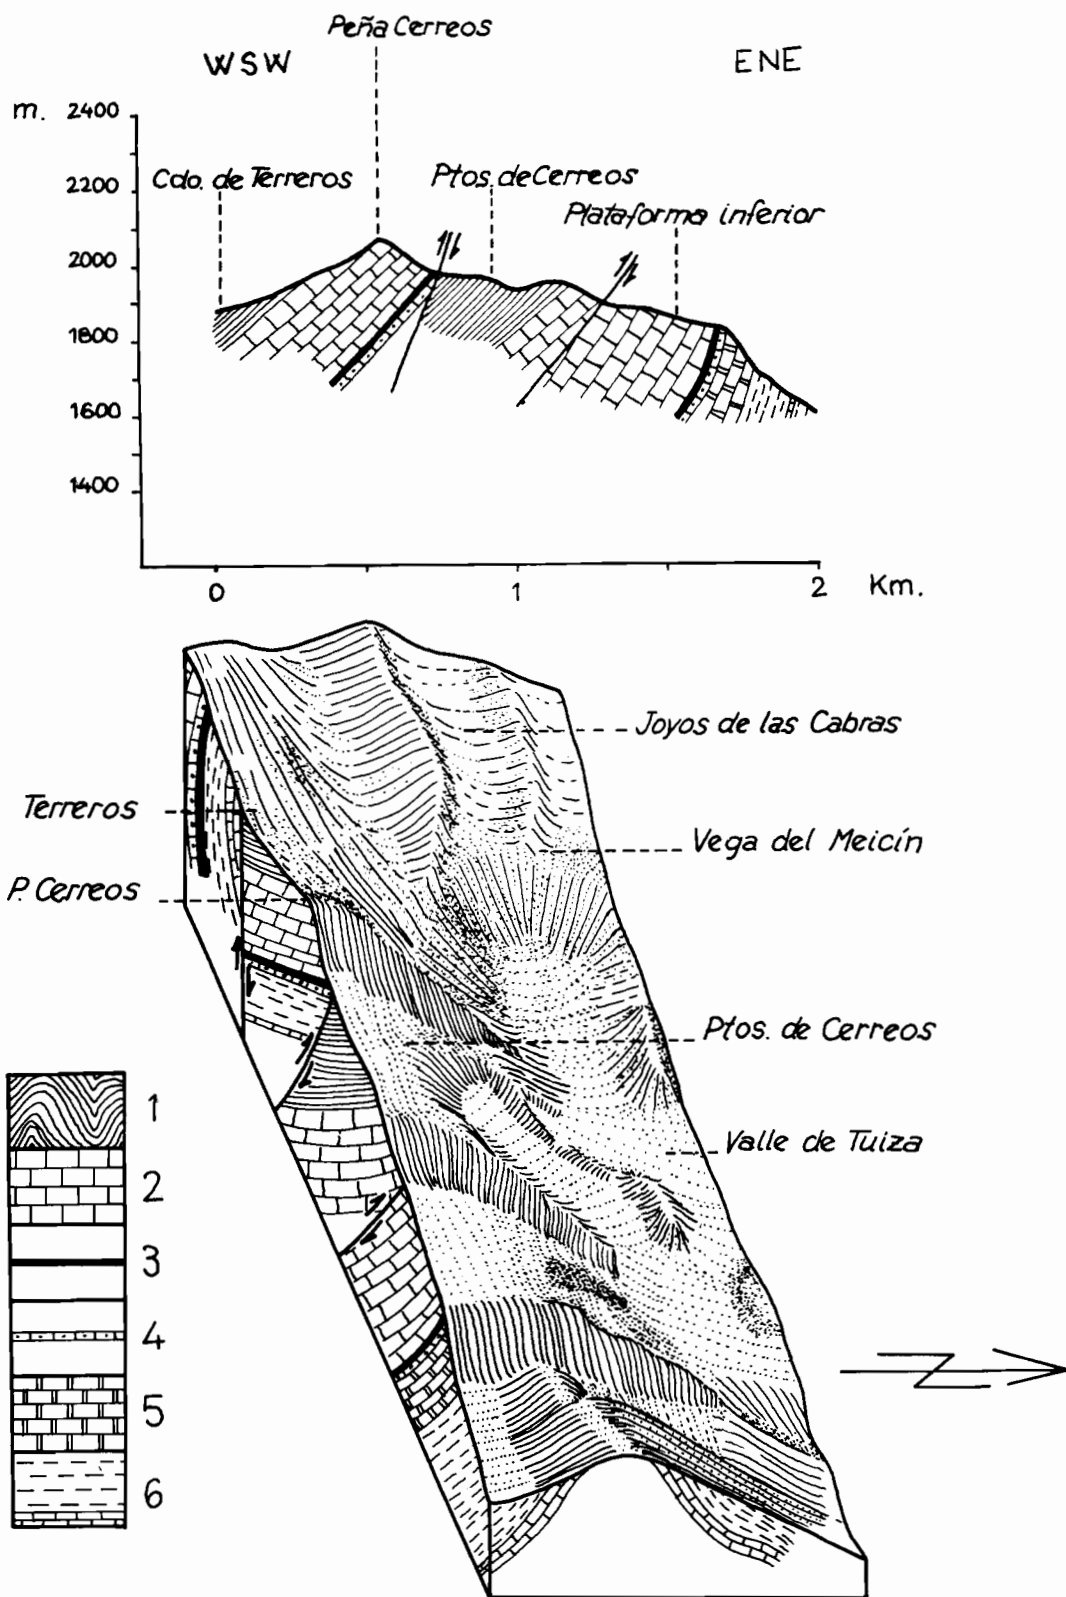 Peña Cerreos
WSW
ENE
m. 2400
Cdo. de Terreros
Ptos. de Cerreos
2200
Plataforma inferior
2000
1800
1600
1400
0 1 2 Km.
Joyos de las Cabras
Terreros
Vega del Meicín
P. Cerreos
Ptos. de Cerreos
1
Valle de Tuiza
2
3
4
5
6
N